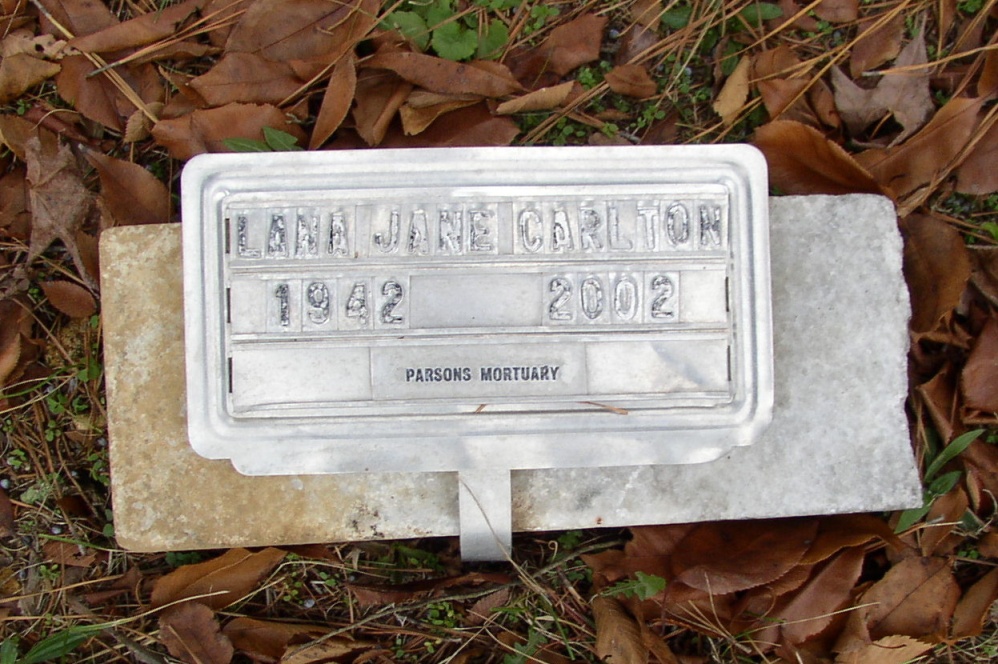 LANA JANE CARLTON
1942 2002
PARSONS MORTUARY